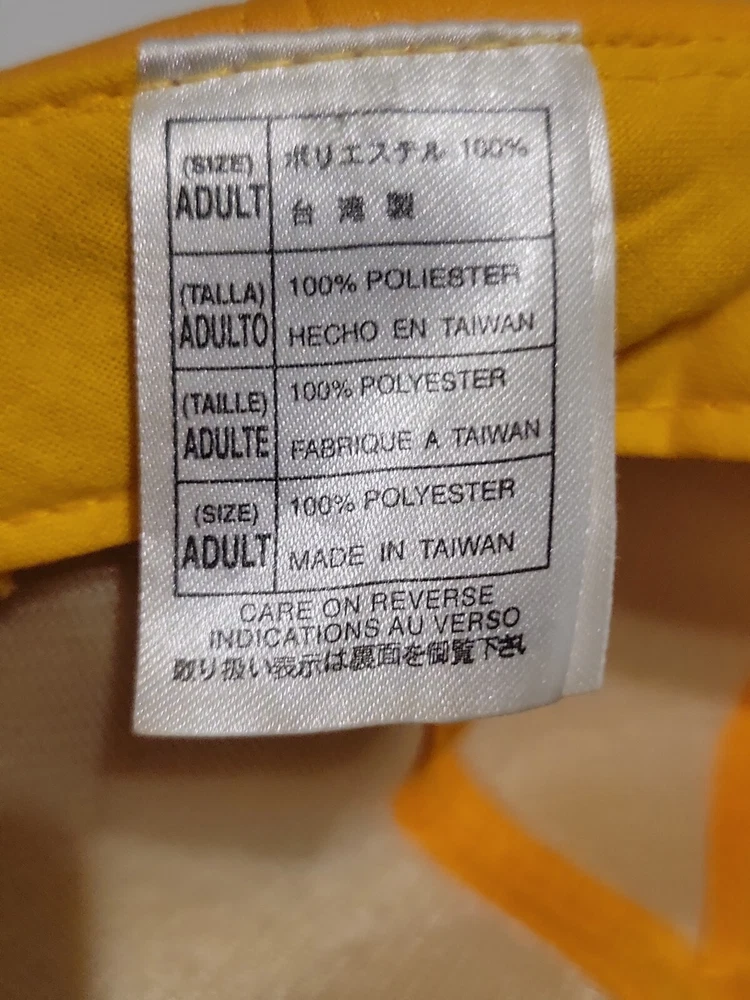 (SIZE)
ADULT
ポリエステル 100%
台 湾 製
(TALLA)
ADULTO
100% POLIESTER
HECHO EN TAIWAN
(TAILLE)
ADULTE
100% POLYESTER
FABRIQUE A TAIWAN
(SIZE)
ADULT
100% POLYESTER
MADE IN TAIWAN
CARE ON REVERSE
INDICATIONS AU VERSO
取り扱い表示は裏面を御覧下さい